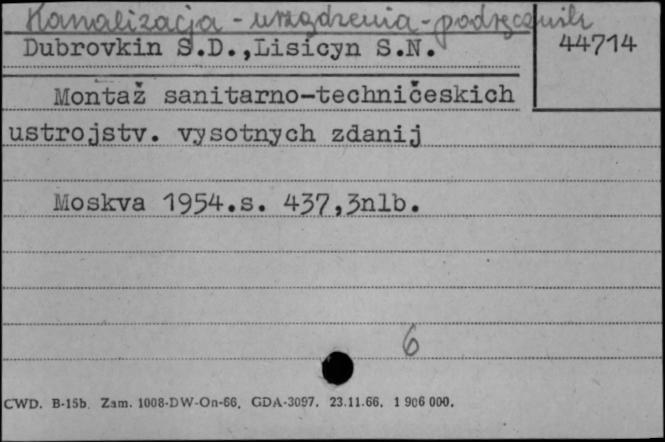 Kanalizacja - urządzenia - podręcznik
Dubrovkin S.D.,Lisicyn S.N.
44714
Montaž sanitarno-techničeskich
ustrojstv. vysotnych zdanij
Moskva 1954.s. 437,3nlb.
6
CWD. B-15b. Zam. 1008-DW-On-66. GDA-3097. 23.11.66. 1 906 000.